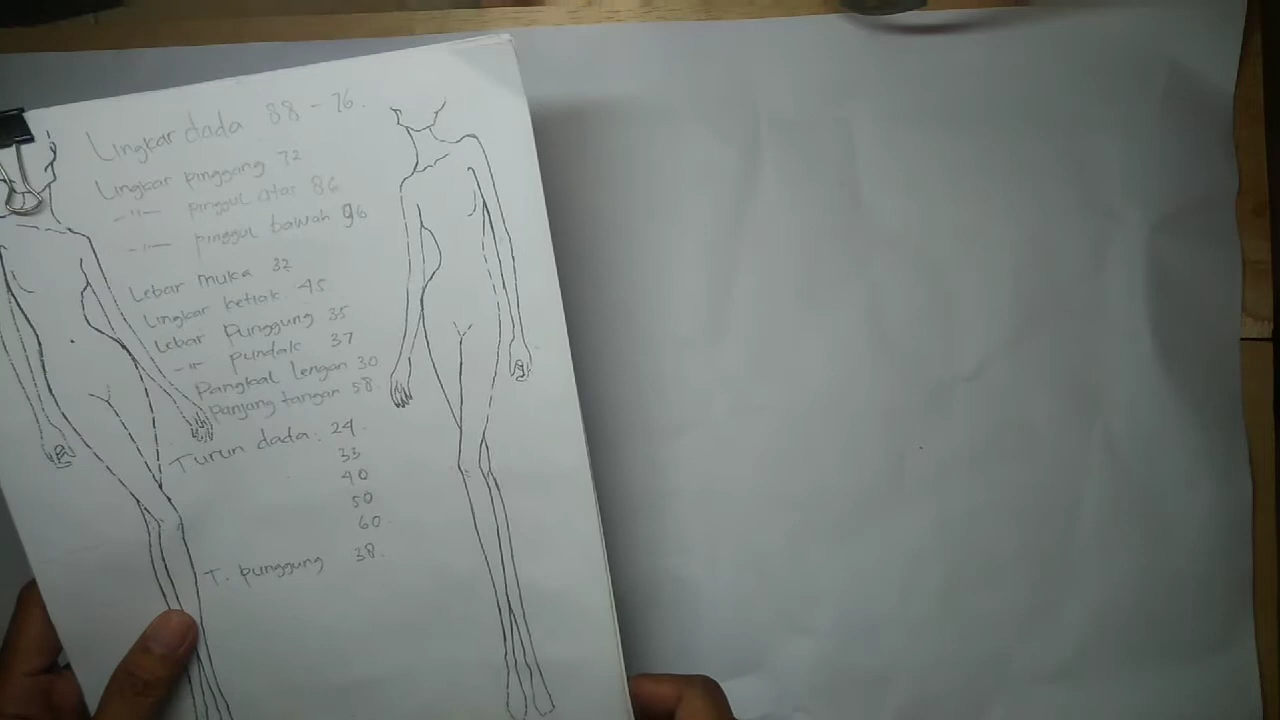 Lingkar dada 88 - 76.
Lingkar pinggang 72
-"- pinggul atas 86
-"- pinggul bawah 96
Lebar muka 32
Lingkar ketiak. 45
Lebar Punggung 35
-"- pundak 37
Pangkal Lengan 30
Panjang tangan 58.
Turun dada. 24.
33
40
50
60.
T. punggung 38.